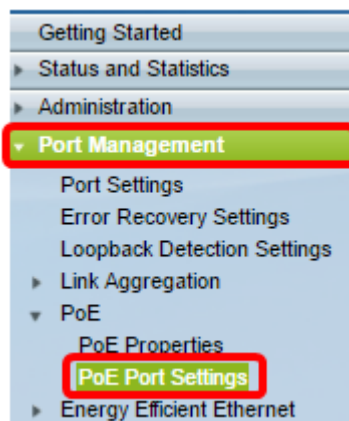 Getting Started
Status and Statistics
Administration
Port Management
Port Settings
Error Recovery Settings
Loopback Detection Settings
Link Aggregation
PoE
PoE Properties
PoE Port Settings
Energy Efficient Ethernet